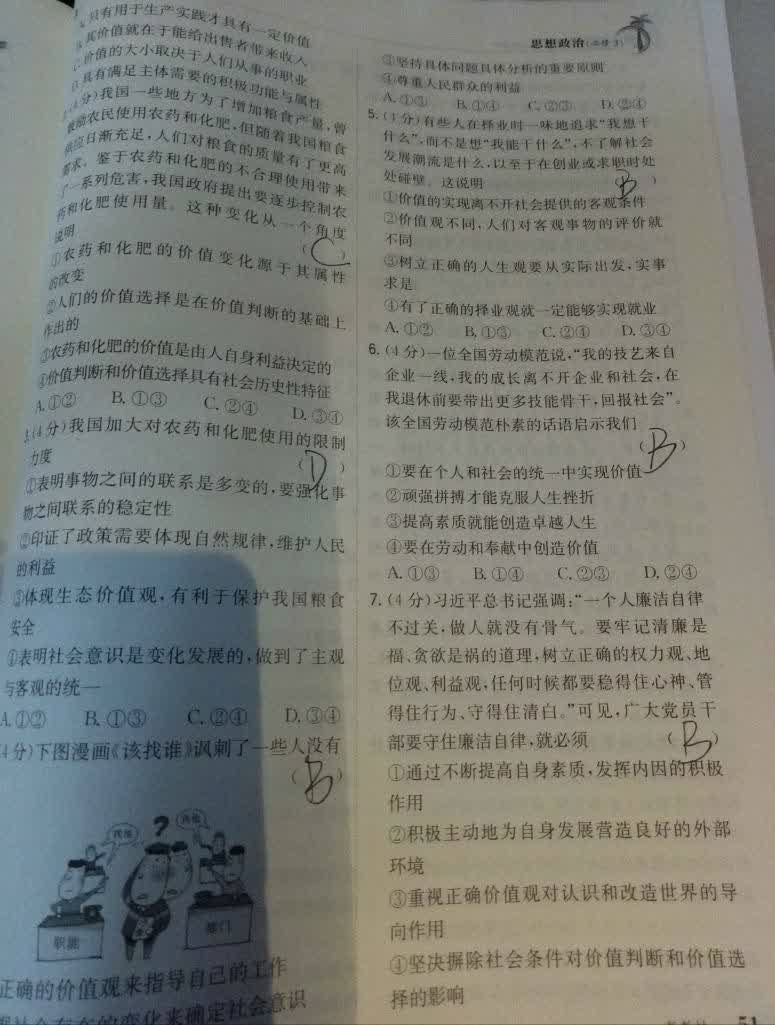 A.只有用于生产实践才具有一定价值
B.其价值就在于能给出售者带来收入
C.价值的大小取决于人们从事的职业
D.具有满足主体需要的积极功能与属性
分)我国一些地方为了增加粮食产量,曾
鼓励农民使用农药和化肥,但随着我国粮食
供应日渐充足,人们对粮食的质量有了更高
需求。鉴于农药和化肥的不合理使用带来
了一系列危害,我国政府提出要逐步控制农
药和化肥使用量。这种变化从一个角度
说明 ( C )
①农药和化肥的价值变化源于其属性
的改变
②人们的价值选择是在价值判断的基础上
作出的
③农药和化肥的价值是由人自身利益决定的
④价值判断和价值选择具有社会历史性特征
A.①② B.①③ C.②④ D.③④
3.(4分)我国加大对农药和化肥使用的限制
力度 ( D )
①表明事物之间的联系是多变的,要强化事
物之间联系的稳定性
②印证了政策需要体现自然规律,维护人民
的利益
③体现生态价值观,有利于保护我国粮食
安全
④表明社会意识是变化发展的,做到了主观
与客观的统一
A.①② B.①③ C.②④ D.③④
(4分)下图漫画《该找谁》讽刺了一些人没有
( B )
找他
?
找他
职能
部门
正确的价值观来指导自己的工作
的变化来确定社会意识
思想政治(必修3)
③坚持具体问题具体分析的重要原则
④尊重人民群众的利益
A.①③ B.①④ C.②③ D.②④
5.(4分)有些人在择业时一味地追求“我想干
什么”,而不是想“我能干什么”,不了解社会
发展潮流是什么,以至于在创业或求职时处
处碰壁。这说明 ( B )
①价值的实现离不开社会提供的客观条件
②价值观不同,人们对客观事物的评价就
不同
③树立正确的人生观要从实际出发,实事
求是
④有了正确的择业观就一定能够实现就业
A.①② B.①③ C.②④ D.③④
6.(4分)一位全国劳动模范说,“我的技艺来自
企业一线,我的成长离不开企业和社会,在
我退休前要带出更多技能骨干,回报社会”。
该全国劳动模范朴素的话语启示我们
( B )
①要在个人和社会的统一中实现价值
②顽强拼搏才能克服人生挫折
③提高素质就能创造卓越人生
④要在劳动和奉献中创造价值
A.①③ B.①④ C.②③ D.②④
7.(4分)习近平总书记强调:“一个人廉洁自律
不过关,做人就没有骨气。要牢记清廉是
福、贪欲是祸的道理,树立正确的权力观、地
位观、利益观,任何时候都要稳得住心神、管
得住行为、守得住清白。”可见,广大党员干
部要守住廉洁自律,就必须 ( B )
①通过不断提高自身素质,发挥内因的积极
作用
②积极主动地为自身发展营造良好的外部
环境
③重视正确价值观对认识和改造世界的导
向作用
④坚决摒除社会条件对价值判断和价值选
择的影响
51